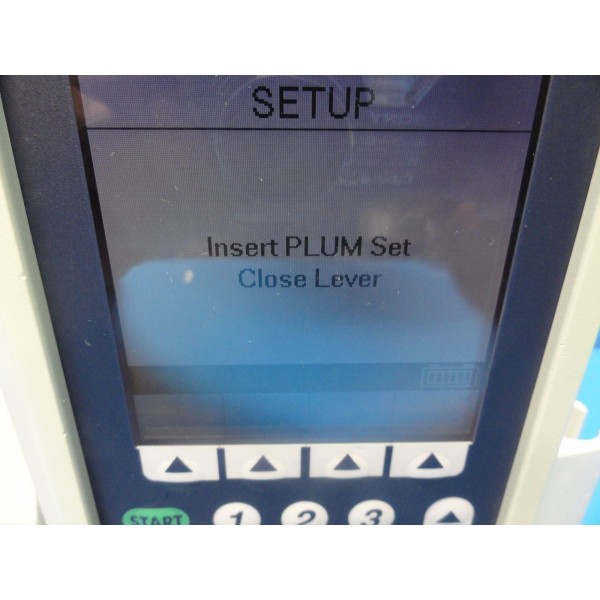 SETUP
Insert PLUM Set
Close Lever
START 1 2 3